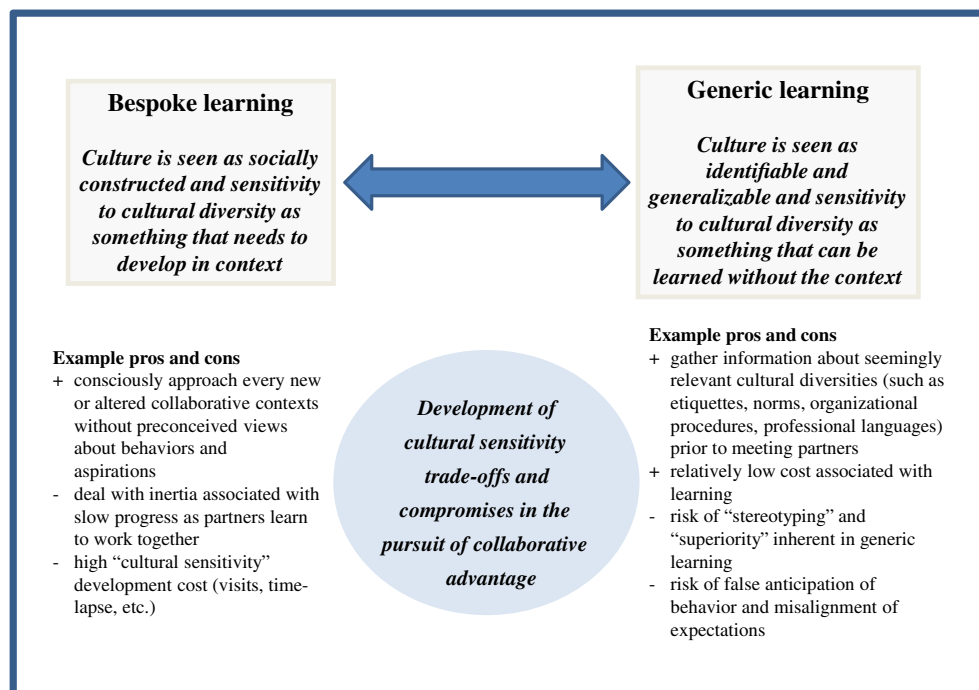 Bespoke learning
Culture is seen as socially
constructed and sensitivity
to cultural diversity as
something that needs to
develop in context
Generic learning
Culture is seen as
identifiable and
generalizable and sensitivity
to cultural diversity as
something that can be
learned without the context
Example pros and cons
+ consciously approach every new
or altered collaborative contexts
without preconceived views
about behaviors and
aspirations
- deal with inertia associated with
slow progress as partners learn
to work together
- high “cultural sensitivity”
development cost (visits, time-
lapse, etc.)
Development of
cultural sensitivity
trade-offs and
compromises in the
pursuit of collaborative
advantage
Example pros and cons
+ gather information about seemingly
relevant cultural diversities (such as
etiquettes, norms, organizational
procedures, professional languages)
prior to meeting partners
+ relatively low cost associated with
learning
- risk of “stereotyping” and
“superiority” inherent in generic
learning
- risk of false anticipation of
behavior and misalignment of
expectations